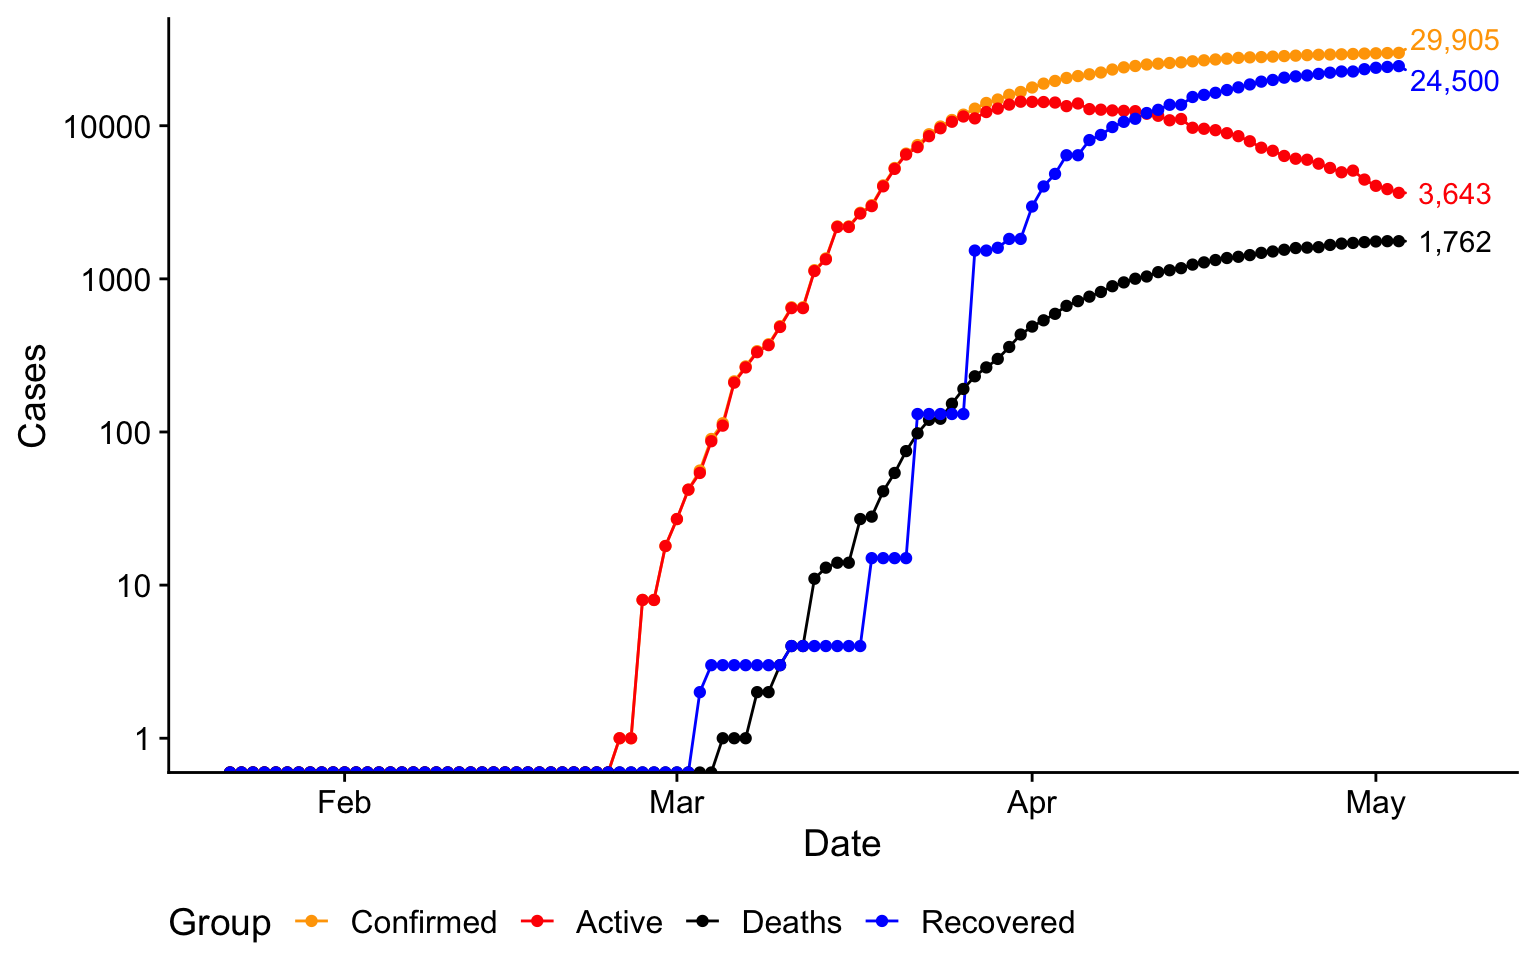 29,905
24,500
10000
3,643
1,762
1000
100
10
1
Cases
Feb Mar Apr May
Date
Group Confirmed Active Deaths Recovered